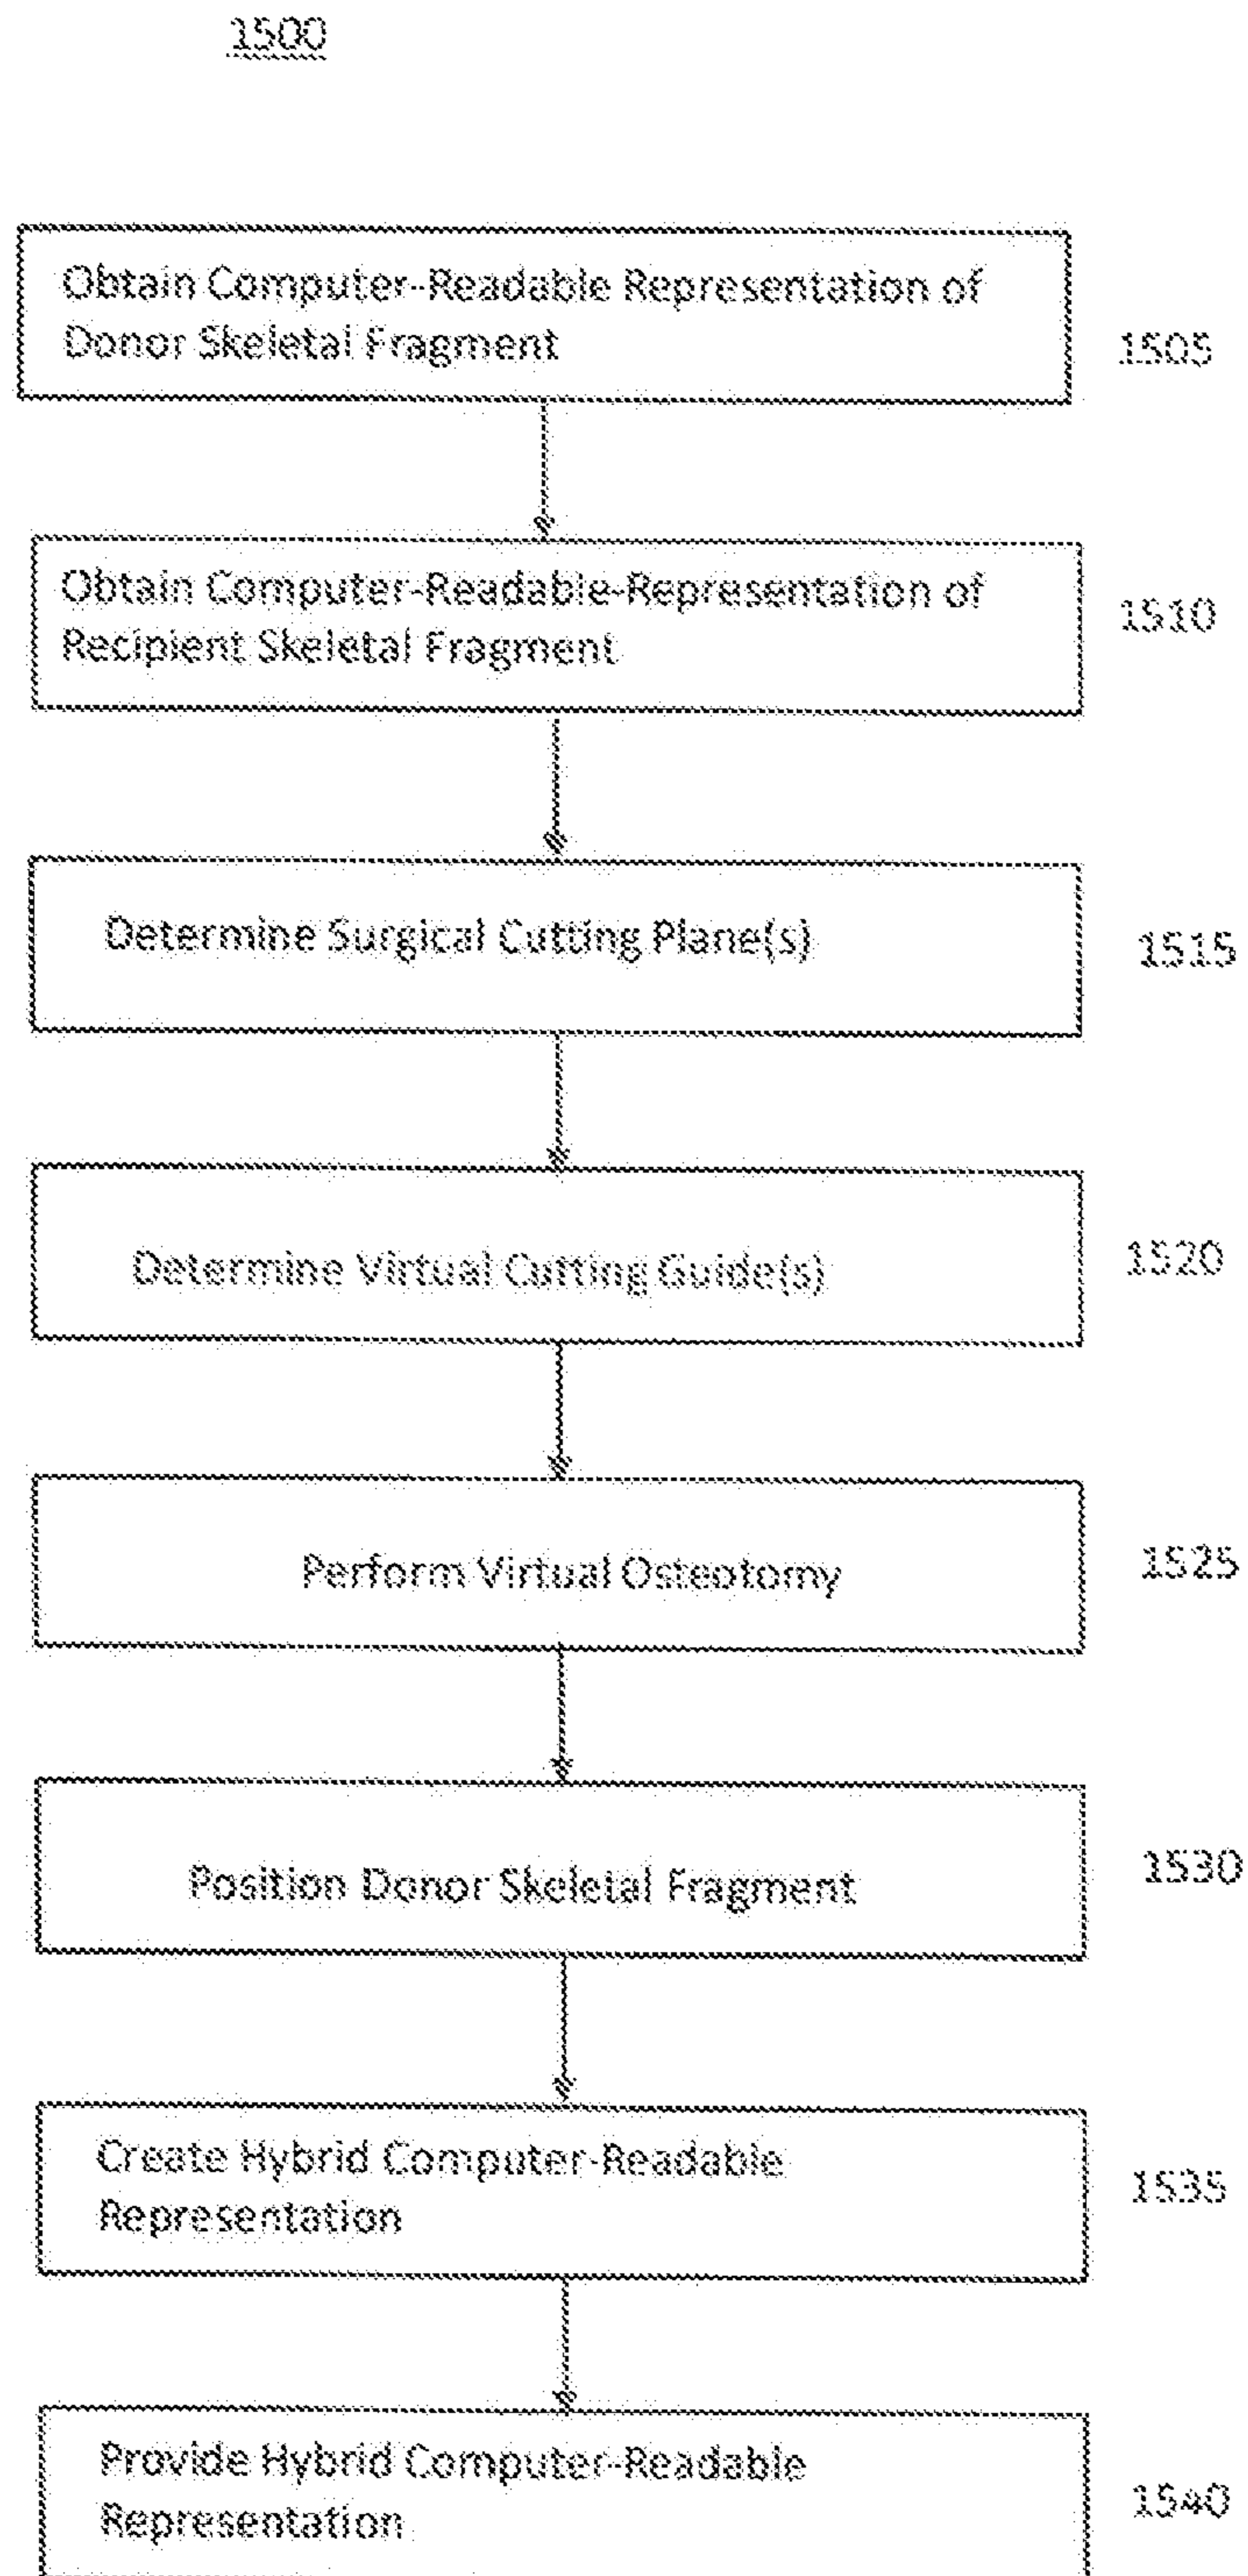 1500
Obtain Computer-Readable Representation of
Donor Skeletal Fragment
1505
Obtain Computer-Readable-Representation of
Recipient Skeletal Fragment
1510
Determine Surgical Cutting Plane(s)
1515
Determine Virtual Cutting Guide(s)
1520
Perform Virtual Osteotomy
1525
Position Donor Skeletal Fragment
1530
Create Hybrid Computer-Readable
Representation
1535
Provide Hybrid Computer-Readable
Representation
1540